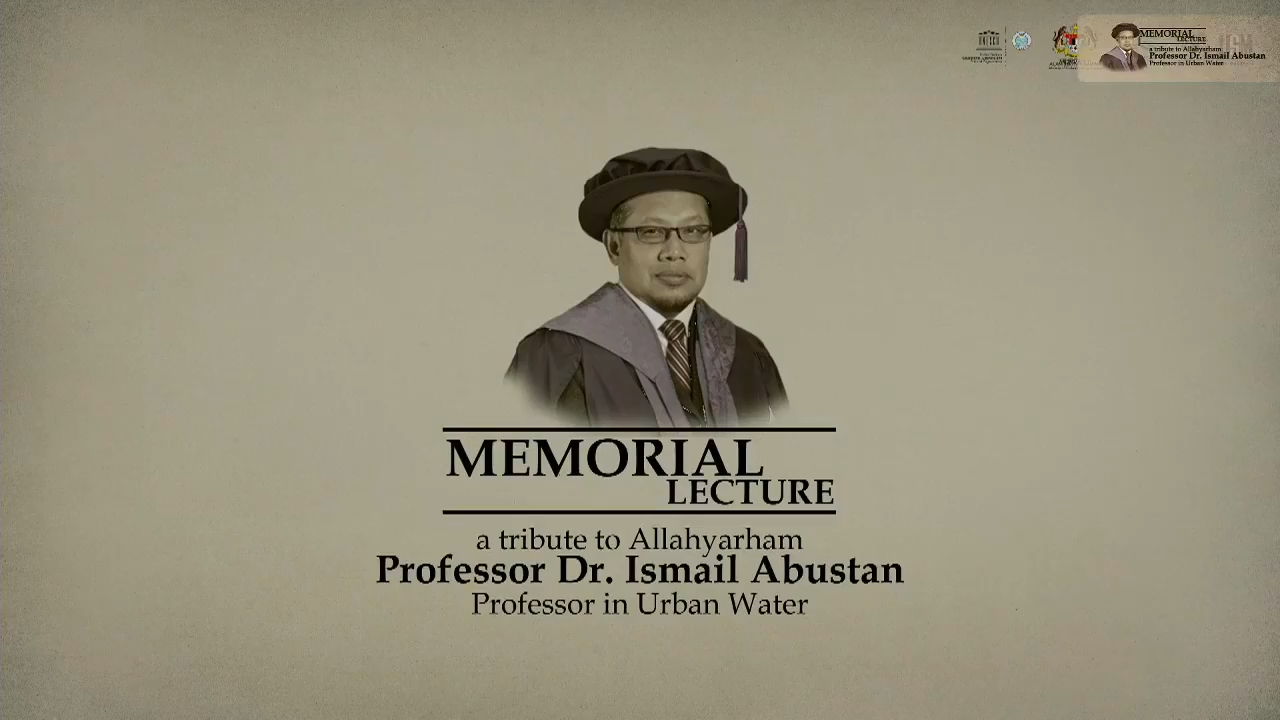 UNESCO
MEMORIAL
LECTURE
a tribute to Allahyarham
Professor Dr. Ismail Abustan
Professor in Urban Water
MEMORIAL
LECTURE
a tribute to Allahyarham
Professor Dr. Ismail Abustan
Professor in Urban Water